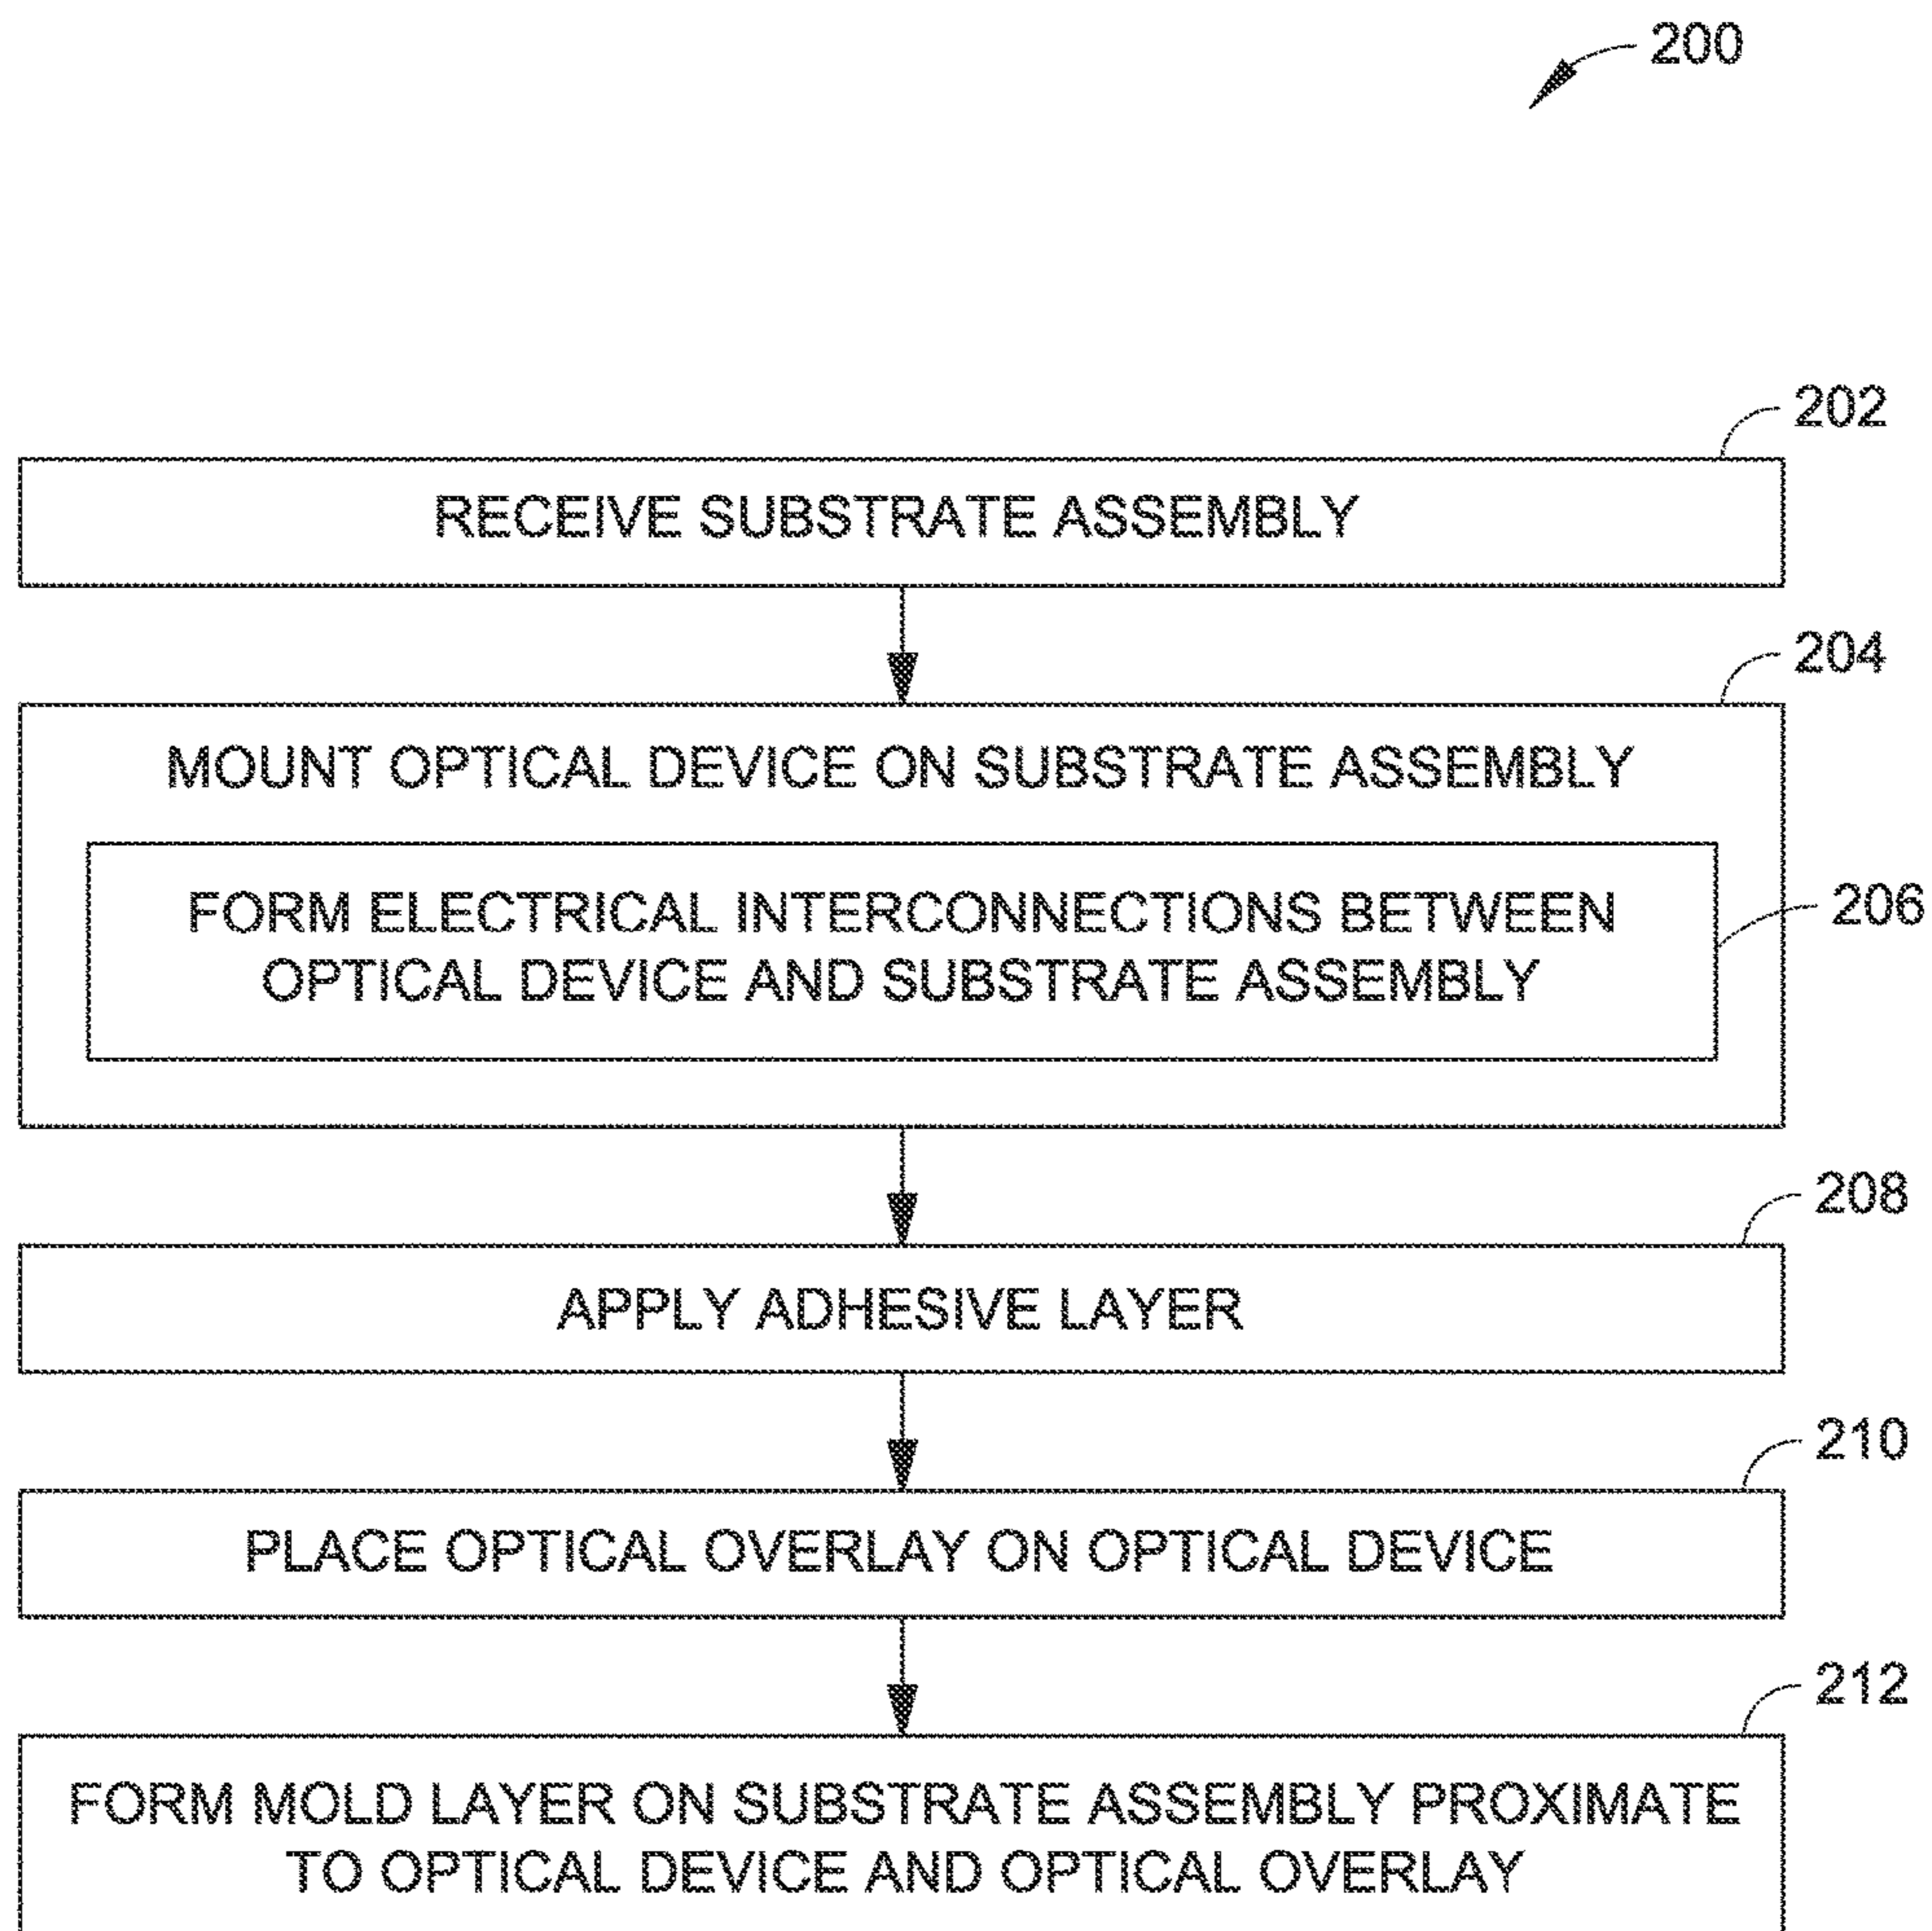 200
202
RECEIVE SUBSTRATE ASSEMBLY
204
MOUNT OPTICAL DEVICE ON SUBSTRATE ASSEMBLY
206
FORM ELECTRICAL INTERCONNECTIONS BETWEEN
OPTICAL DEVICE AND SUBSTRATE ASSEMBLY
208
APPLY ADHESIVE LAYER
210
PLACE OPTICAL OVERLAY ON OPTICAL DEVICE
212
FORM MOLD LAYER ON SUBSTRATE ASSEMBLY PROXIMATE
TO OPTICAL DEVICE AND OPTICAL OVERLAY